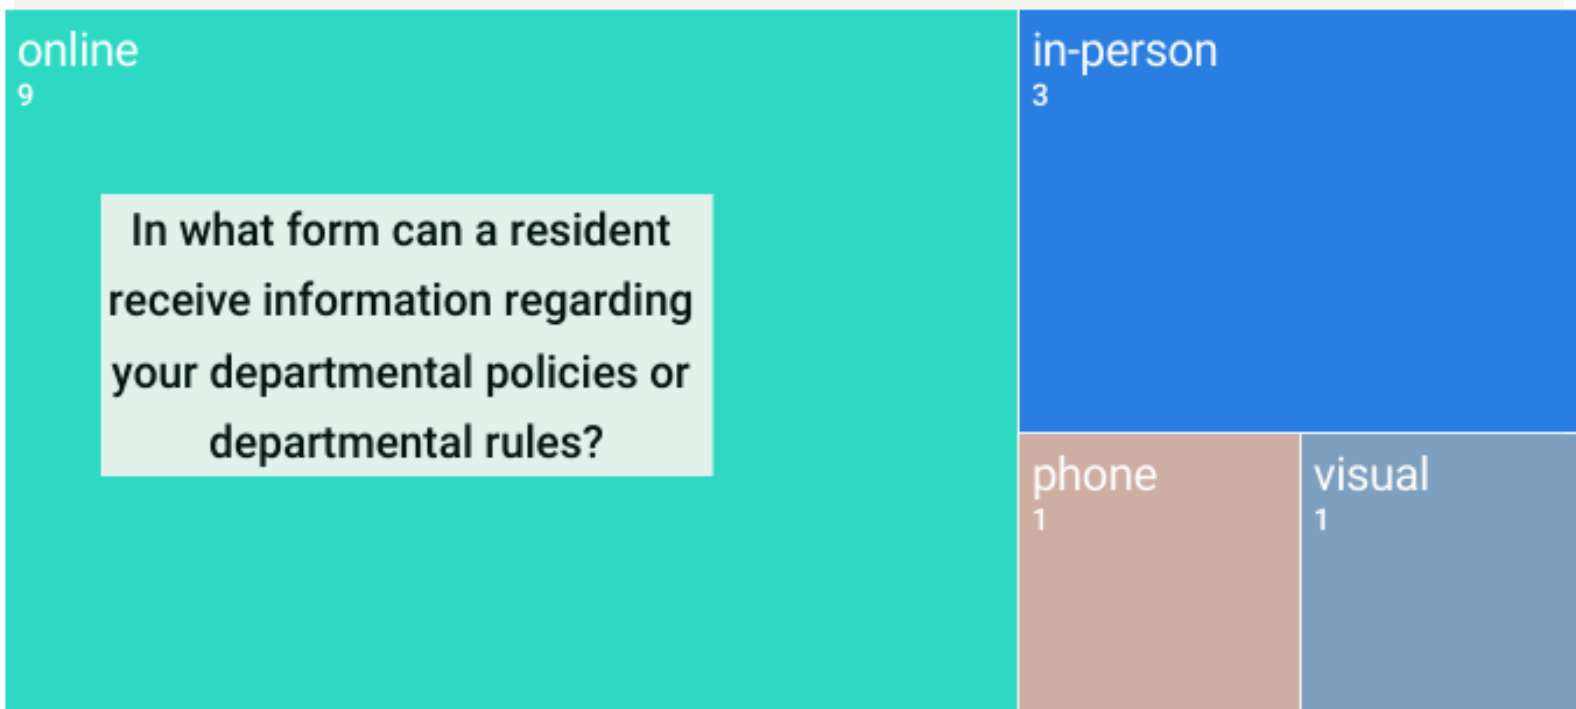 online
9
In what form can a resident
receive information regarding
your departmental policies or
departmental rules?
in-person
3
phone
1
visual
1